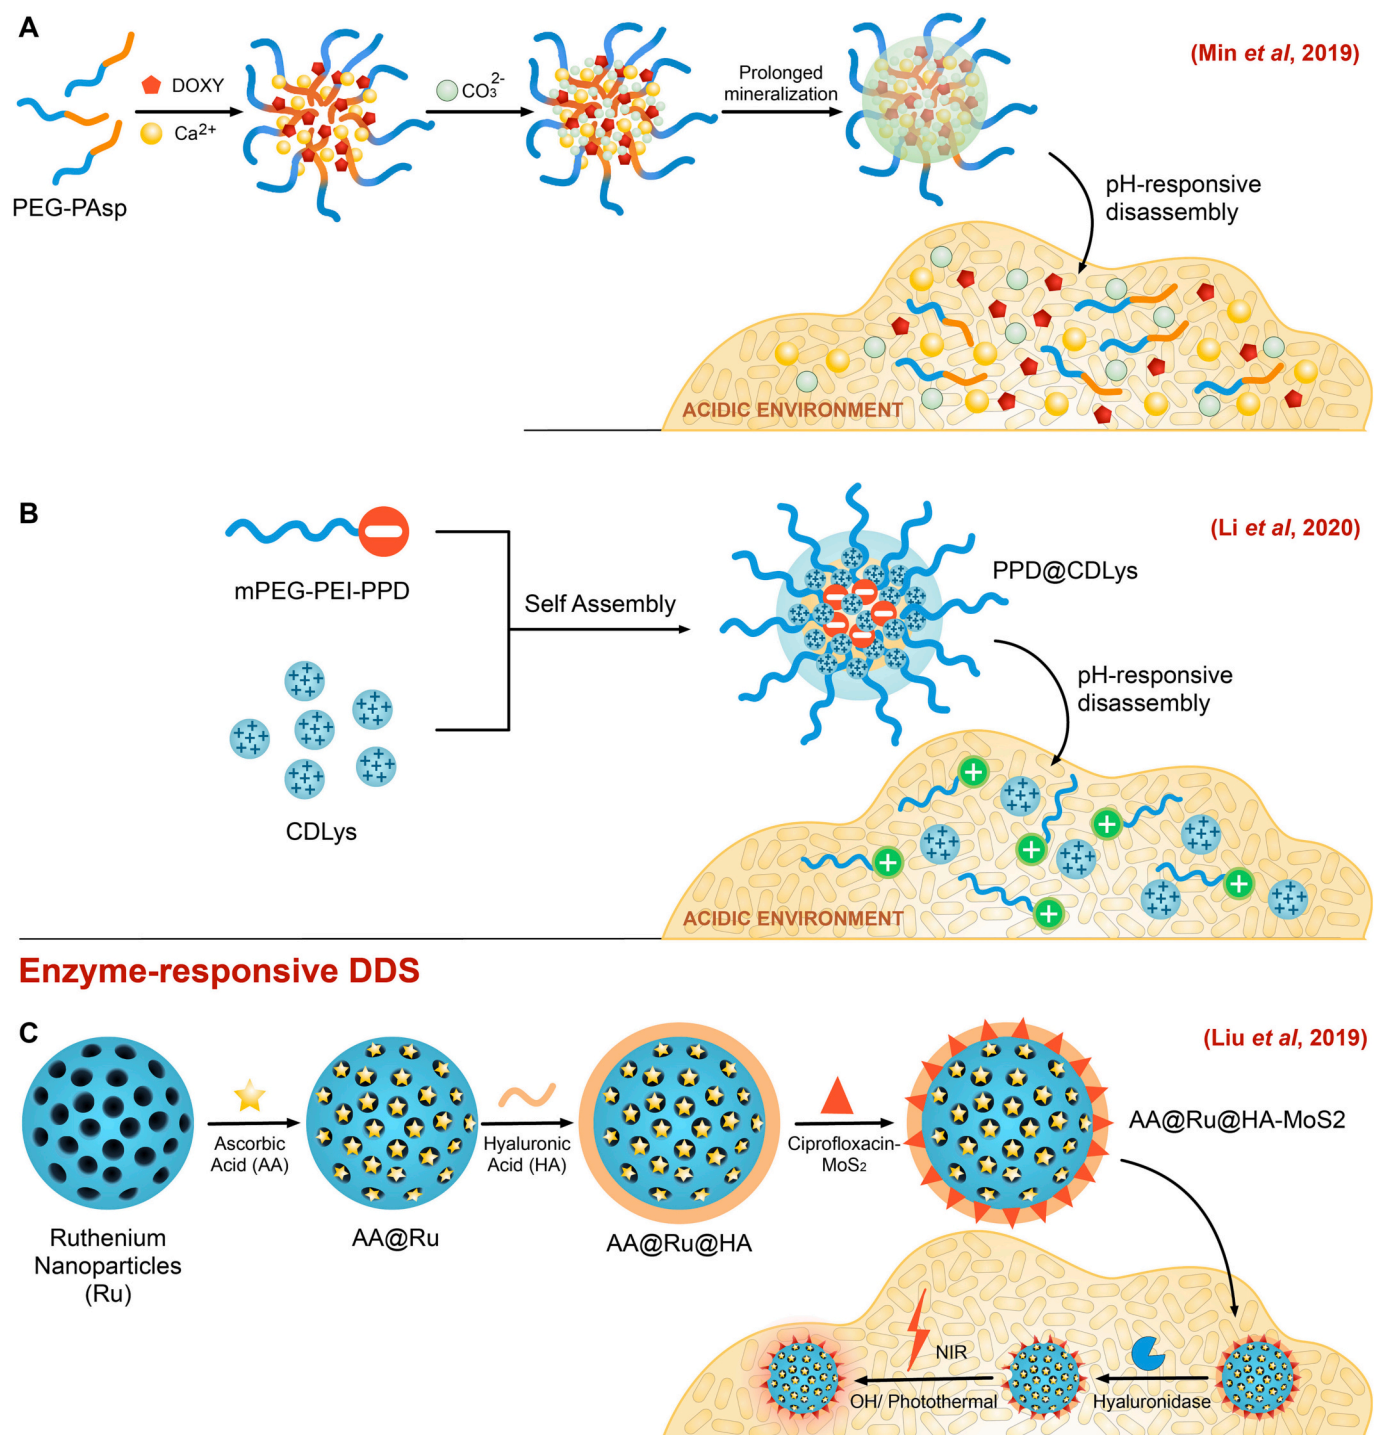 A
(Min et al, 2019)
DOXY
Ca2+
CO3 2-
Prolonged
mineralization
PEG-PAsp
pH-responsive
disassembly
ACIDIC ENVIRONMENT
B
(Li et al, 2020)
mPEG-PEI-PPD
Self Assembly
PPD@CDLys
CDLys
pH-responsive
disassembly
ACIDIC ENVIRONMENT
Enzyme-responsive DDS
C
(Liu et al, 2019)
Ascorbic
Acid (AA)
Hyaluronic
Acid (HA)
Ciprofloxacin-
MoS2
AA@Ru@HA-MoS2
Ruthenium
Nanoparticles
(Ru)
AA@Ru
AA@Ru@HA
NIR
OH/ Photothermal
Hyaluronidase